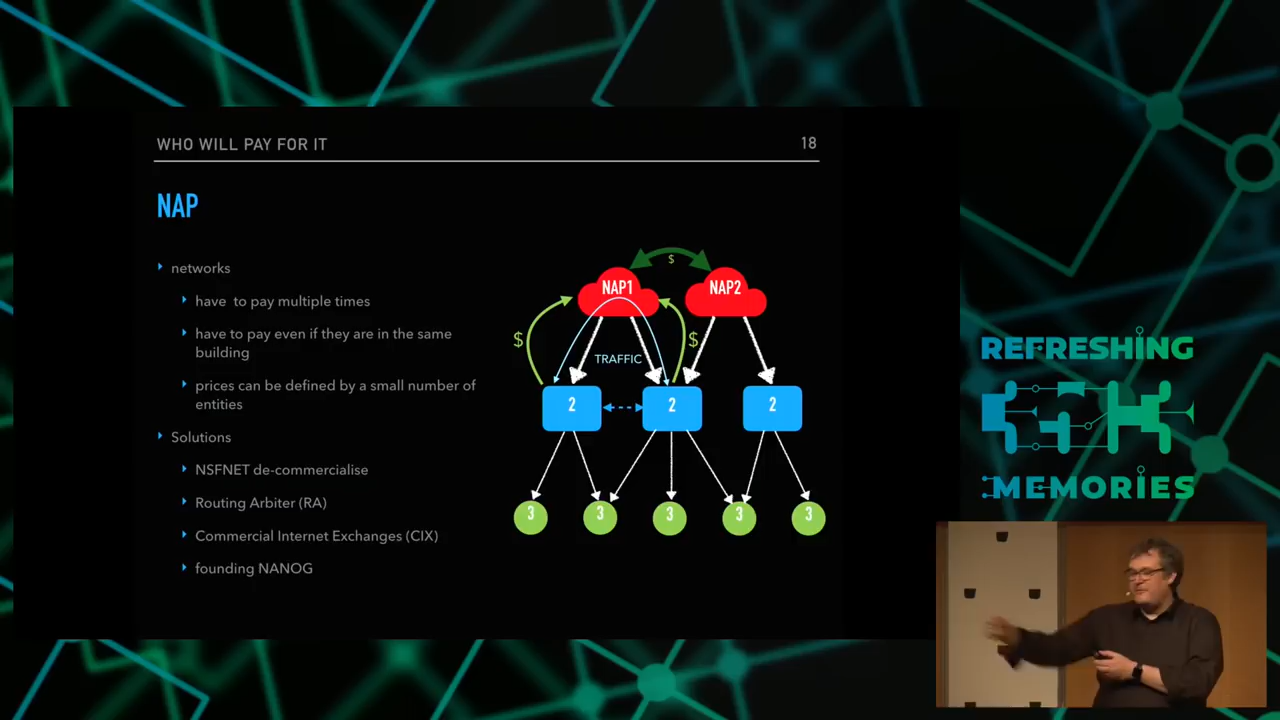 WHO WILL PAY FOR IT
18
NAP
networks
have to pay multiple times
have to pay even if they are in the same
building
prices can be defined by a small number of
entities
Solutions
NSFNET de-commercialise
Routing Arbiter (RA)
Commercial Internet Exchanges (CIX)
founding NANOG
$
NAP1
NAP2
$
$
TRAFFIC
2
2
2
3
3
3
3
3
REFRESHING
MEMORIES